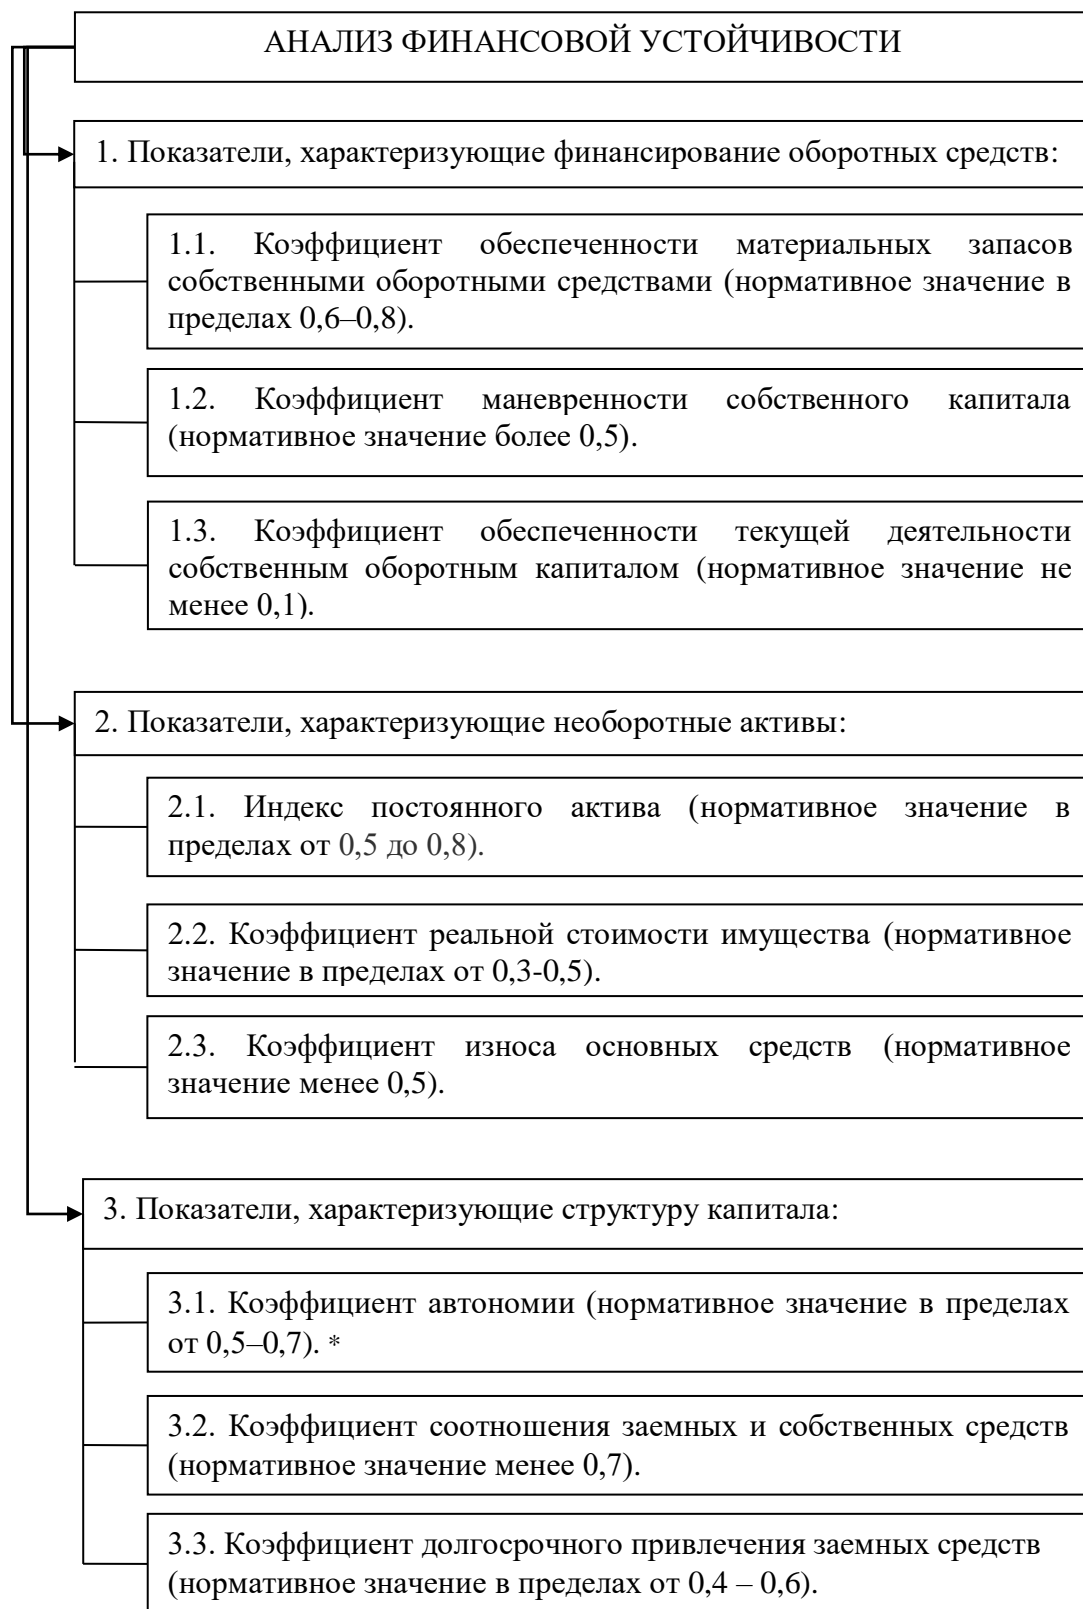 АНАЛИЗ ФИНАНСОВОЙ УСТОЙЧИВОСТИ
1. Показатели, характеризующие финансирование оборотных средств:
1.1. Коэффициент обеспеченности материальных запасов
собственными оборотными средствами (нормативное значение в
пределах 0,6–0,8).
1.2. Коэффициент маневренности собственного капитала
(нормативное значение более 0,5).
1.3. Коэффициент обеспеченности текущей деятельности
собственным оборотным капиталом (нормативное значение не
менее 0,1).
2. Показатели, характеризующие необоротные активы:
2.1. Индекс постоянного актива (нормативное значение в
пределах от 0,5 до 0,8).
2.2. Коэффициент реальной стоимости имущества (нормативное
значение в пределах от 0,3-0,5).
2.3. Коэффициент износа основных средств (нормативное
значение менее 0,5).
3. Показатели, характеризующие структуру капитала:
3.1. Коэффициент автономии (нормативное значение в пределах
от 0,5–0,7). *
3.2. Коэффициент соотношения заемных и собственных средств
(нормативное значение менее 0,7).
3.3. Коэффициент долгосрочного привлечения заемных средств
(нормативное значение в пределах от 0,4 – 0,6).